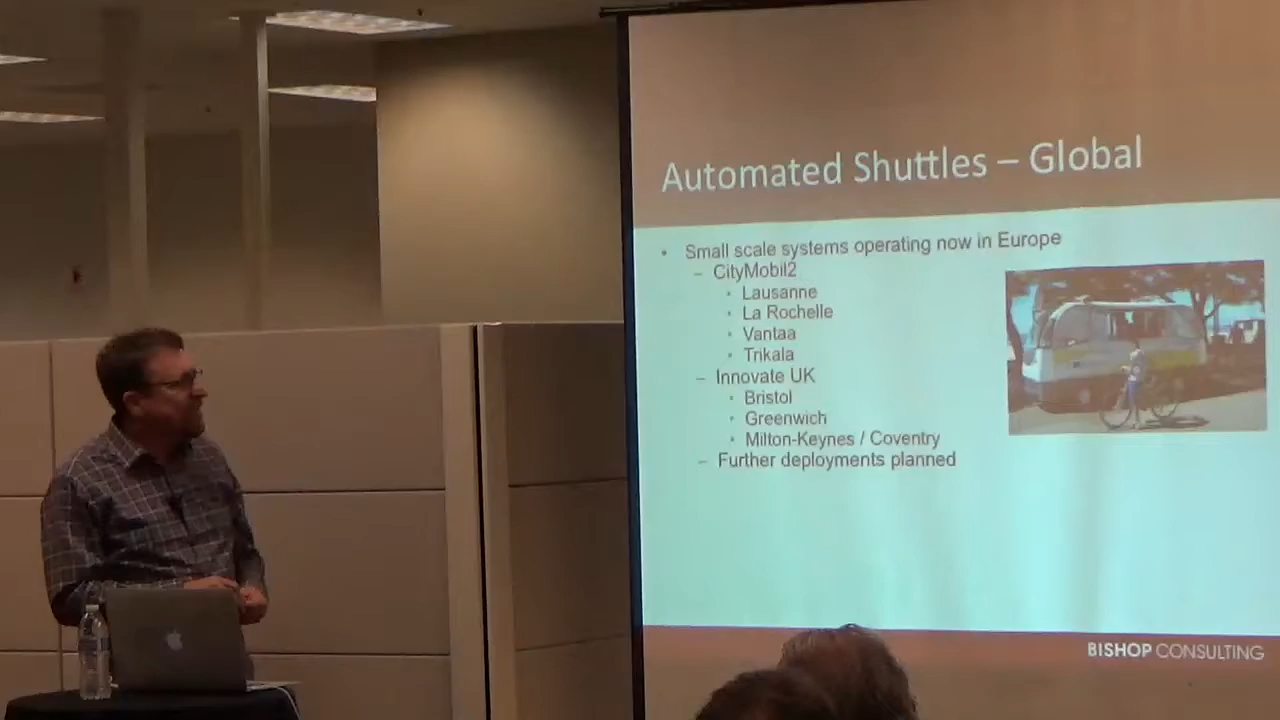 Automated Shuttles – Global
• Small scale systems operating now in Europe
– CityMobil2
• Lausanne
• La Rochelle
• Vantaa
• Trikala
– Innovate UK
• Bristol
• Greenwich
• Milton-Keynes / Coventry
– Further deployments planned
BISHOP CONSULTING